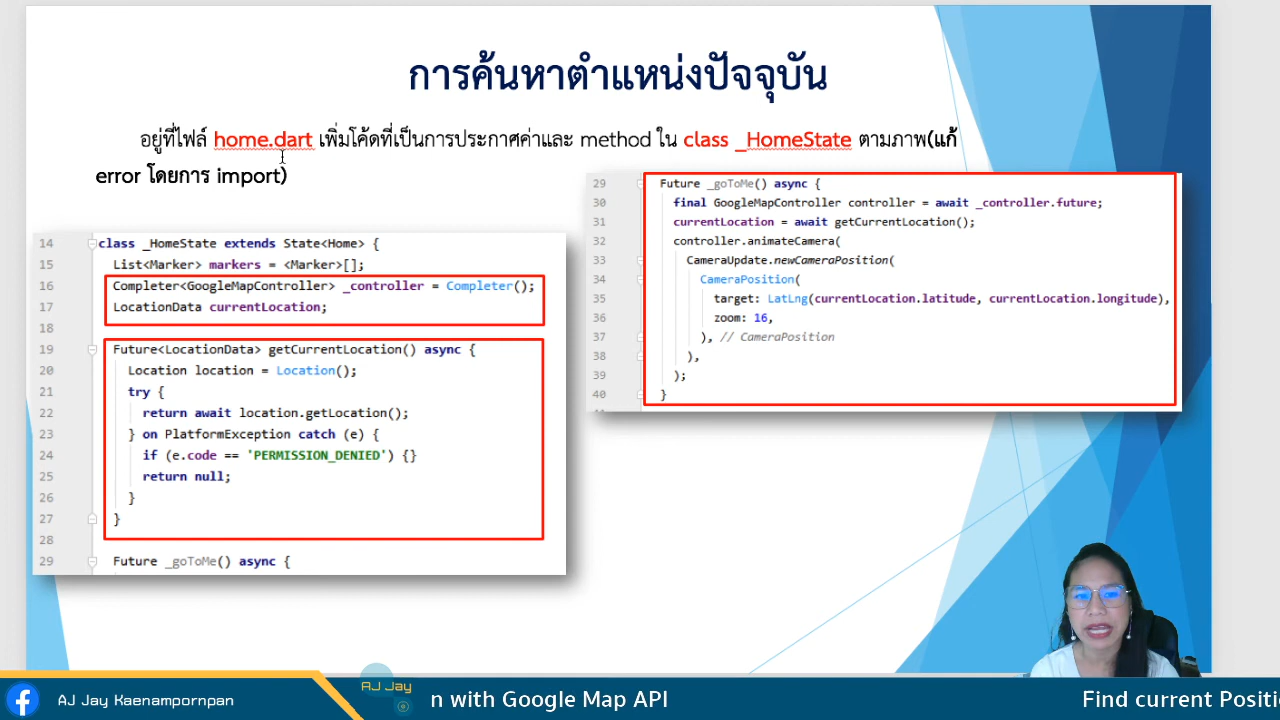 การค้นหาตำแหน่งปัจจุบัน
อยู่ที่ไฟล์ home.dart เพิ่มโค้ดที่เป็นการประกาศค่าและ method ใน class _HomeState ตามภาพ(แก้
error โดยการ import)
14 class _HomeState extends State<Home> {
15 List<Marker> markers = <Marker>[];
16 Completer<GoogleMapController> _controller = Completer();
17 LocationData currentLocation;
18
19 Future<LocationData> getCurrentLocation() async {
20 Location location = Location();
21 try {
22 return await location.getLocation();
23 } on PlatformException catch (e) {
24 if (e.code == 'PERMISSION_DENIED') {}
25 return null;
26 }
27 }
28
29 Future _goToMe() async {
29 Future _goToMe() async {
30 final GoogleMapController controller = await _controller.future;
31 currentLocation = await getCurrentLocation();
32 controller.animateCamera(
33 CameraUpdate.newCameraPosition(
34 CameraPosition(
35 target: LatLng(currentLocation.latitude, currentLocation.longitude),
36 zoom: 16,
37 ), // CameraPosition
38 ),
39 );
40 }
AJ Jay Kaenampornpan
AJ Jay
n with Google Map API
Find current Positi